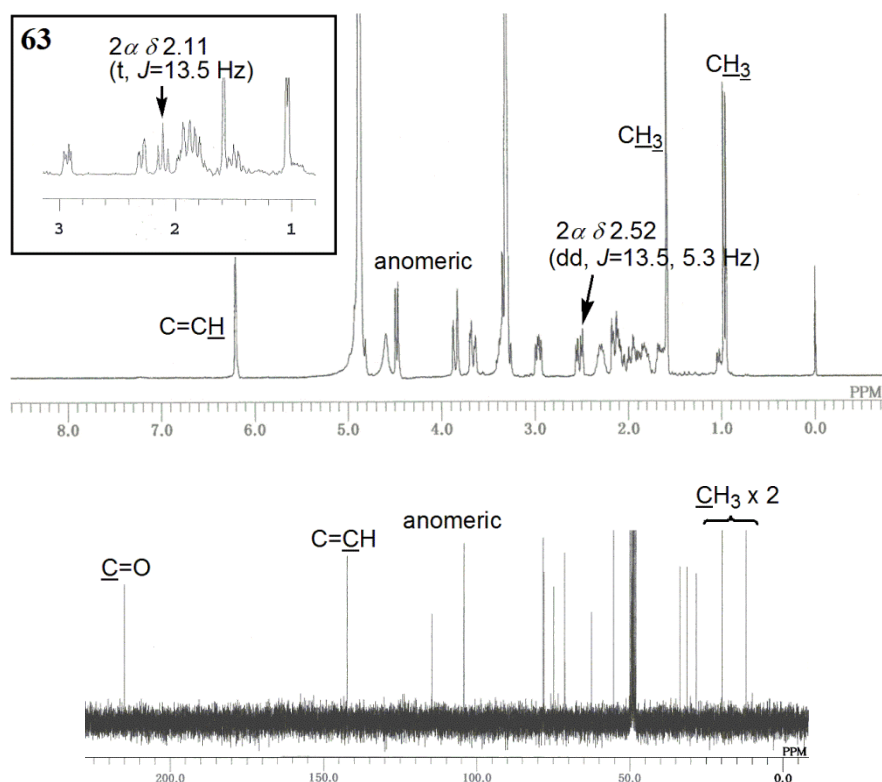 63
2α δ 2.11
(t, J=13.5 Hz)
3 2 1
CH3
CH3
2α δ 2.52
(dd, J=13.5, 5.3 Hz)
anomeric
C=CH
PPM
8.0 7.0 6.0 5.0 4.0 3.0 2.0 1.0 0.0
CH3 x 2
anomeric
C=CH
C=O
PPM
200.0 150.0 100.0 50.0 0.0